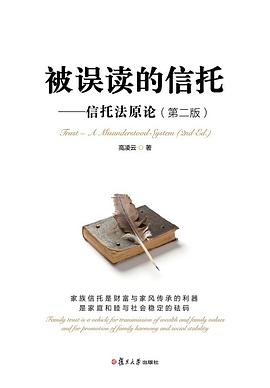 被误读的信托
——信托法原论(第二版)
Trust — A Misunderstood System (2nd Ed.)
高凌云 ◎ 著
家族信托是财富与家风传承的利器
是家庭和睦与社会稳定的砝码
Family trust is a vehicle for transmission of wealth and family values
and for promotion of family harmony and social stability
復旦大學出版社